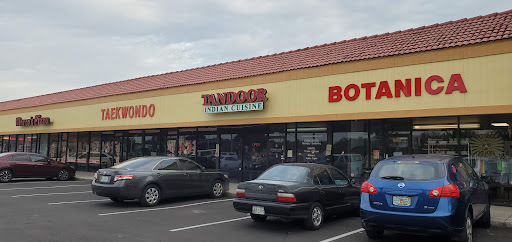 TAEKWONDO
TANDOOR
INDIAN CUISINE
BOTANICA